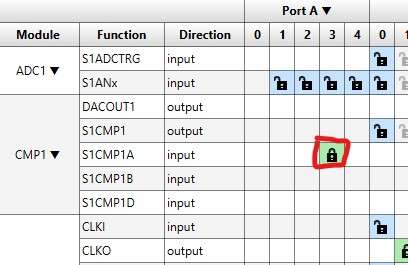 Port A ▼
Module Function Direction 0 1 2 3 4 0 1
ADC1 ▼ S1ADCTRG input
S1ANx input
CMP1 ▼ DACOUT1 output
S1CMP1 output
S1CMP1A input
S1CMP1B input
S1CMP1D input
CLKI input
CLKO output